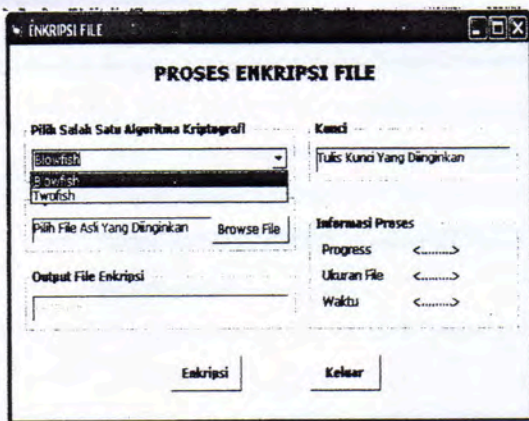 ENKRIPSI FILE
PROSES ENKRIPSI FILE
Pilih Salah Satu Algoritma Kriptografi
Blowfish
Blowfish
Twofish
Pilih File Asli Yang Diinginkan
Browse File
Output File Enkripsi
Kunci
Tulis Kunci Yang Diinginkan
Informasi Proses
Progress <.........>
Ukuran File <.........>
Waktu <.........>
Enkripsi
Keluar